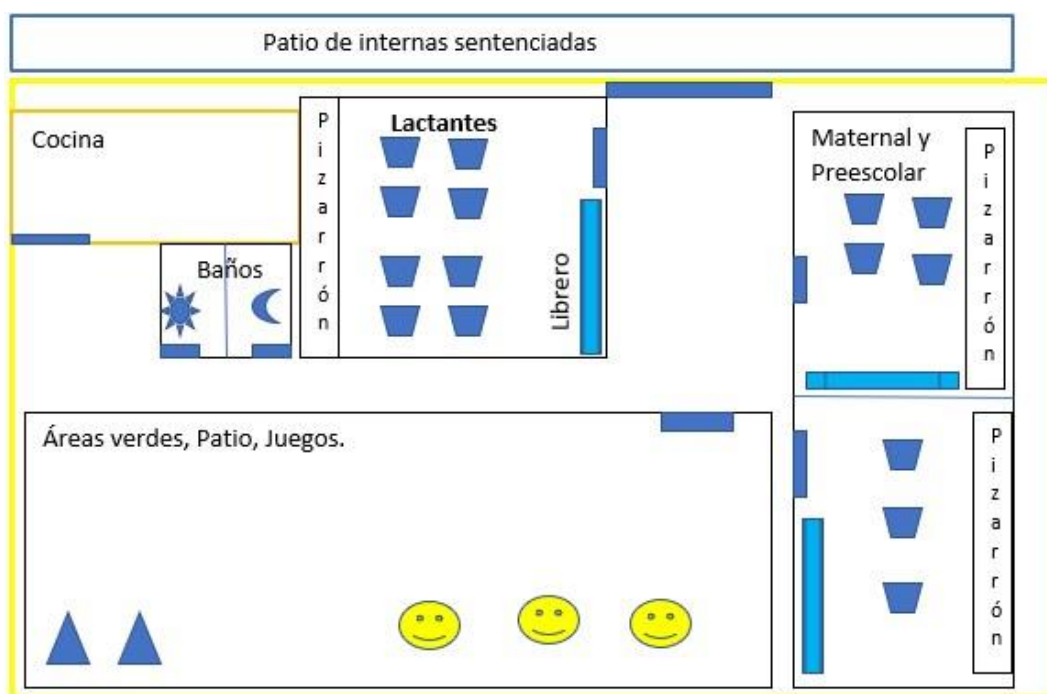 Patio de internas sentenciadas
Cocina
Pizarrón
Lactantes
Maternal y
Preescolar
Pizarrón
Baños
Librero
Áreas verdes, Patio, Juegos.
Pizarrón